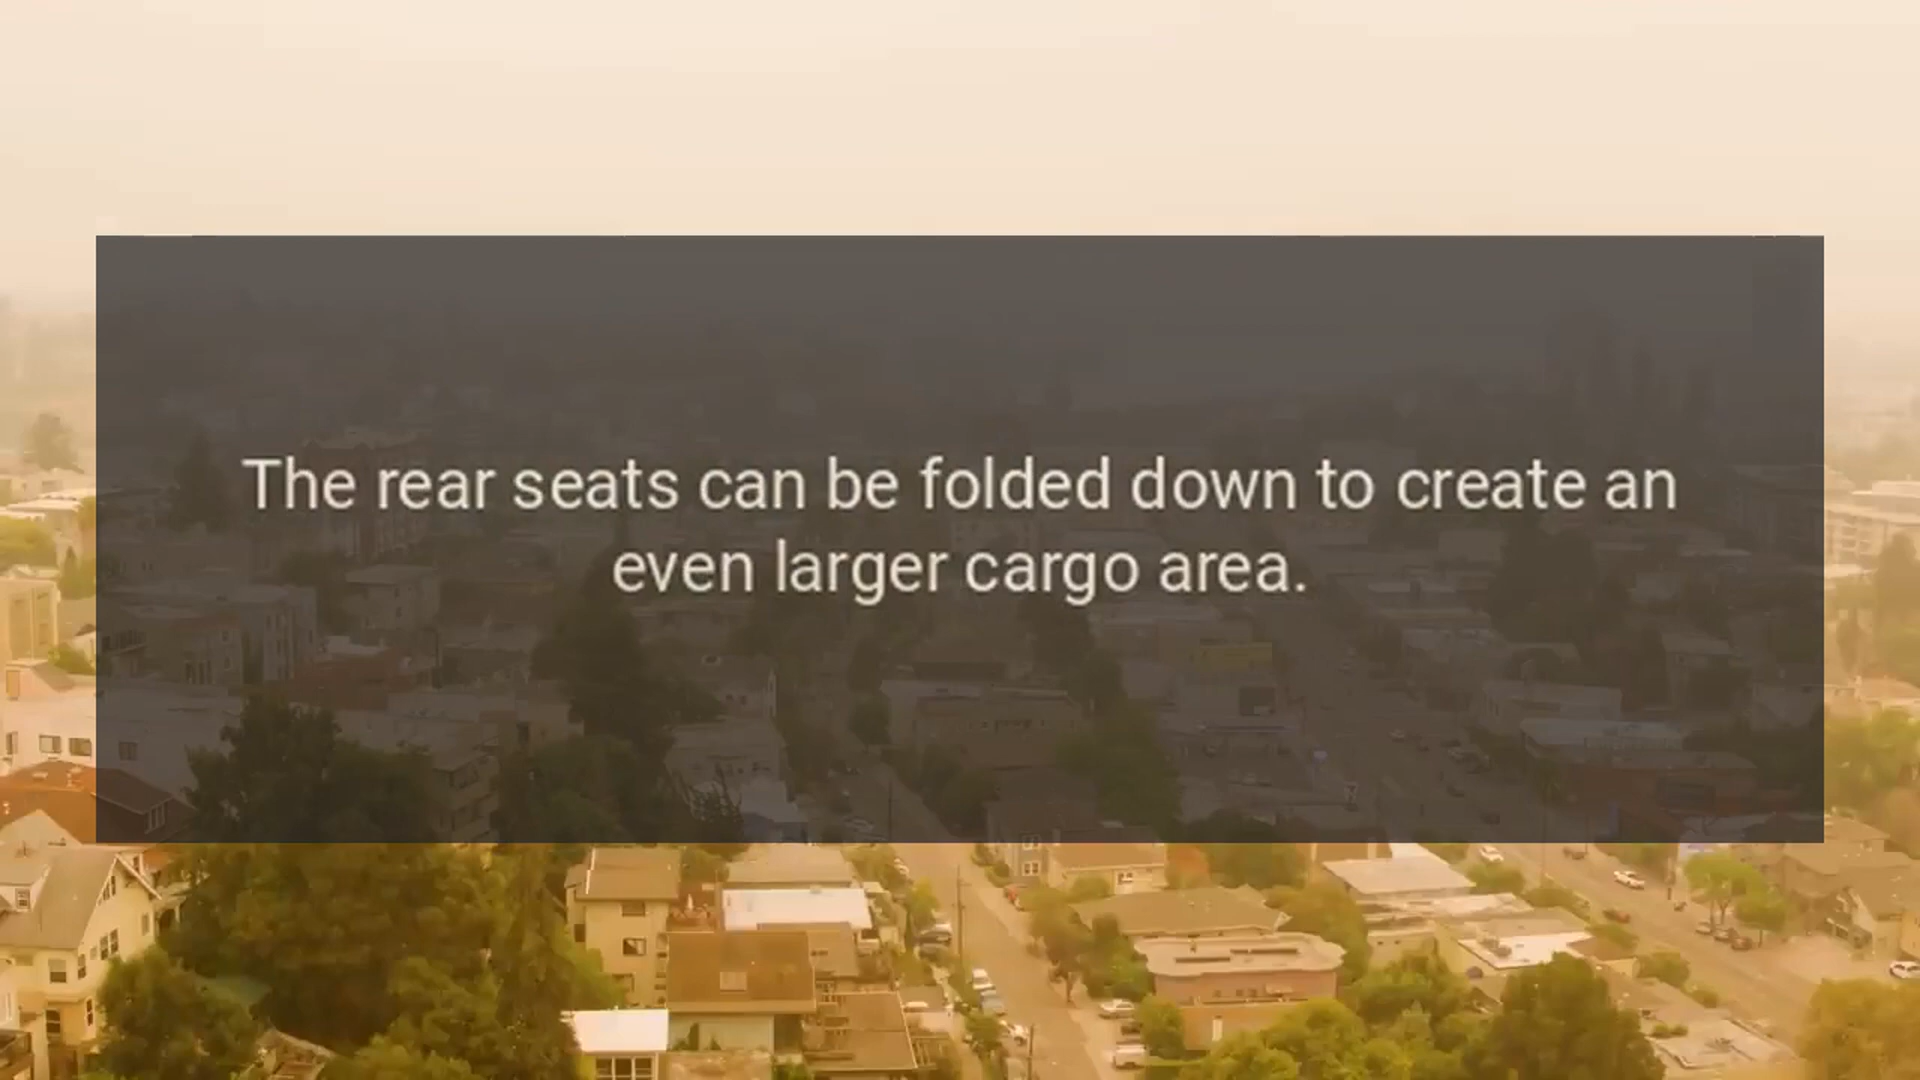 The rear seats can be folded down to create an
even larger cargo area.